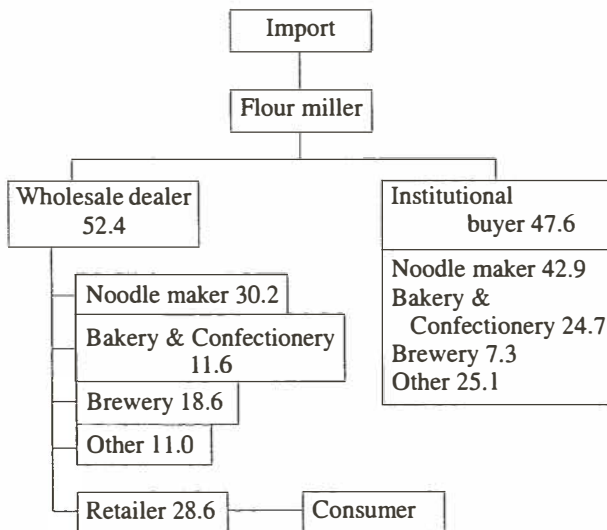 Import
Flour miller
Wholesale dealer
52.4
Institutional
buyer 47.6
Noodle maker 30.2
Bakery & Confectionery
11.6
Brewery 18.6
Other 11.0
Retailer 28.6
Consumer
Noodle maker 42.9
Bakery &
Confectionery 24.7
Brewery 7.3
Other 25.1